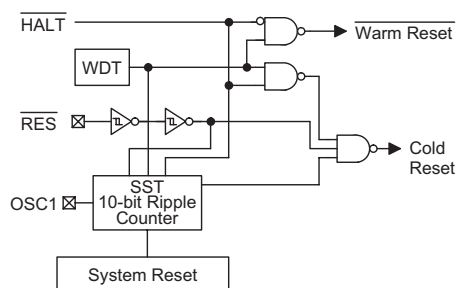 HALT
Warm Reset
WDT
RES
Cold
Reset
OSC1
SST
10-bit Ripple
Counter
System Reset